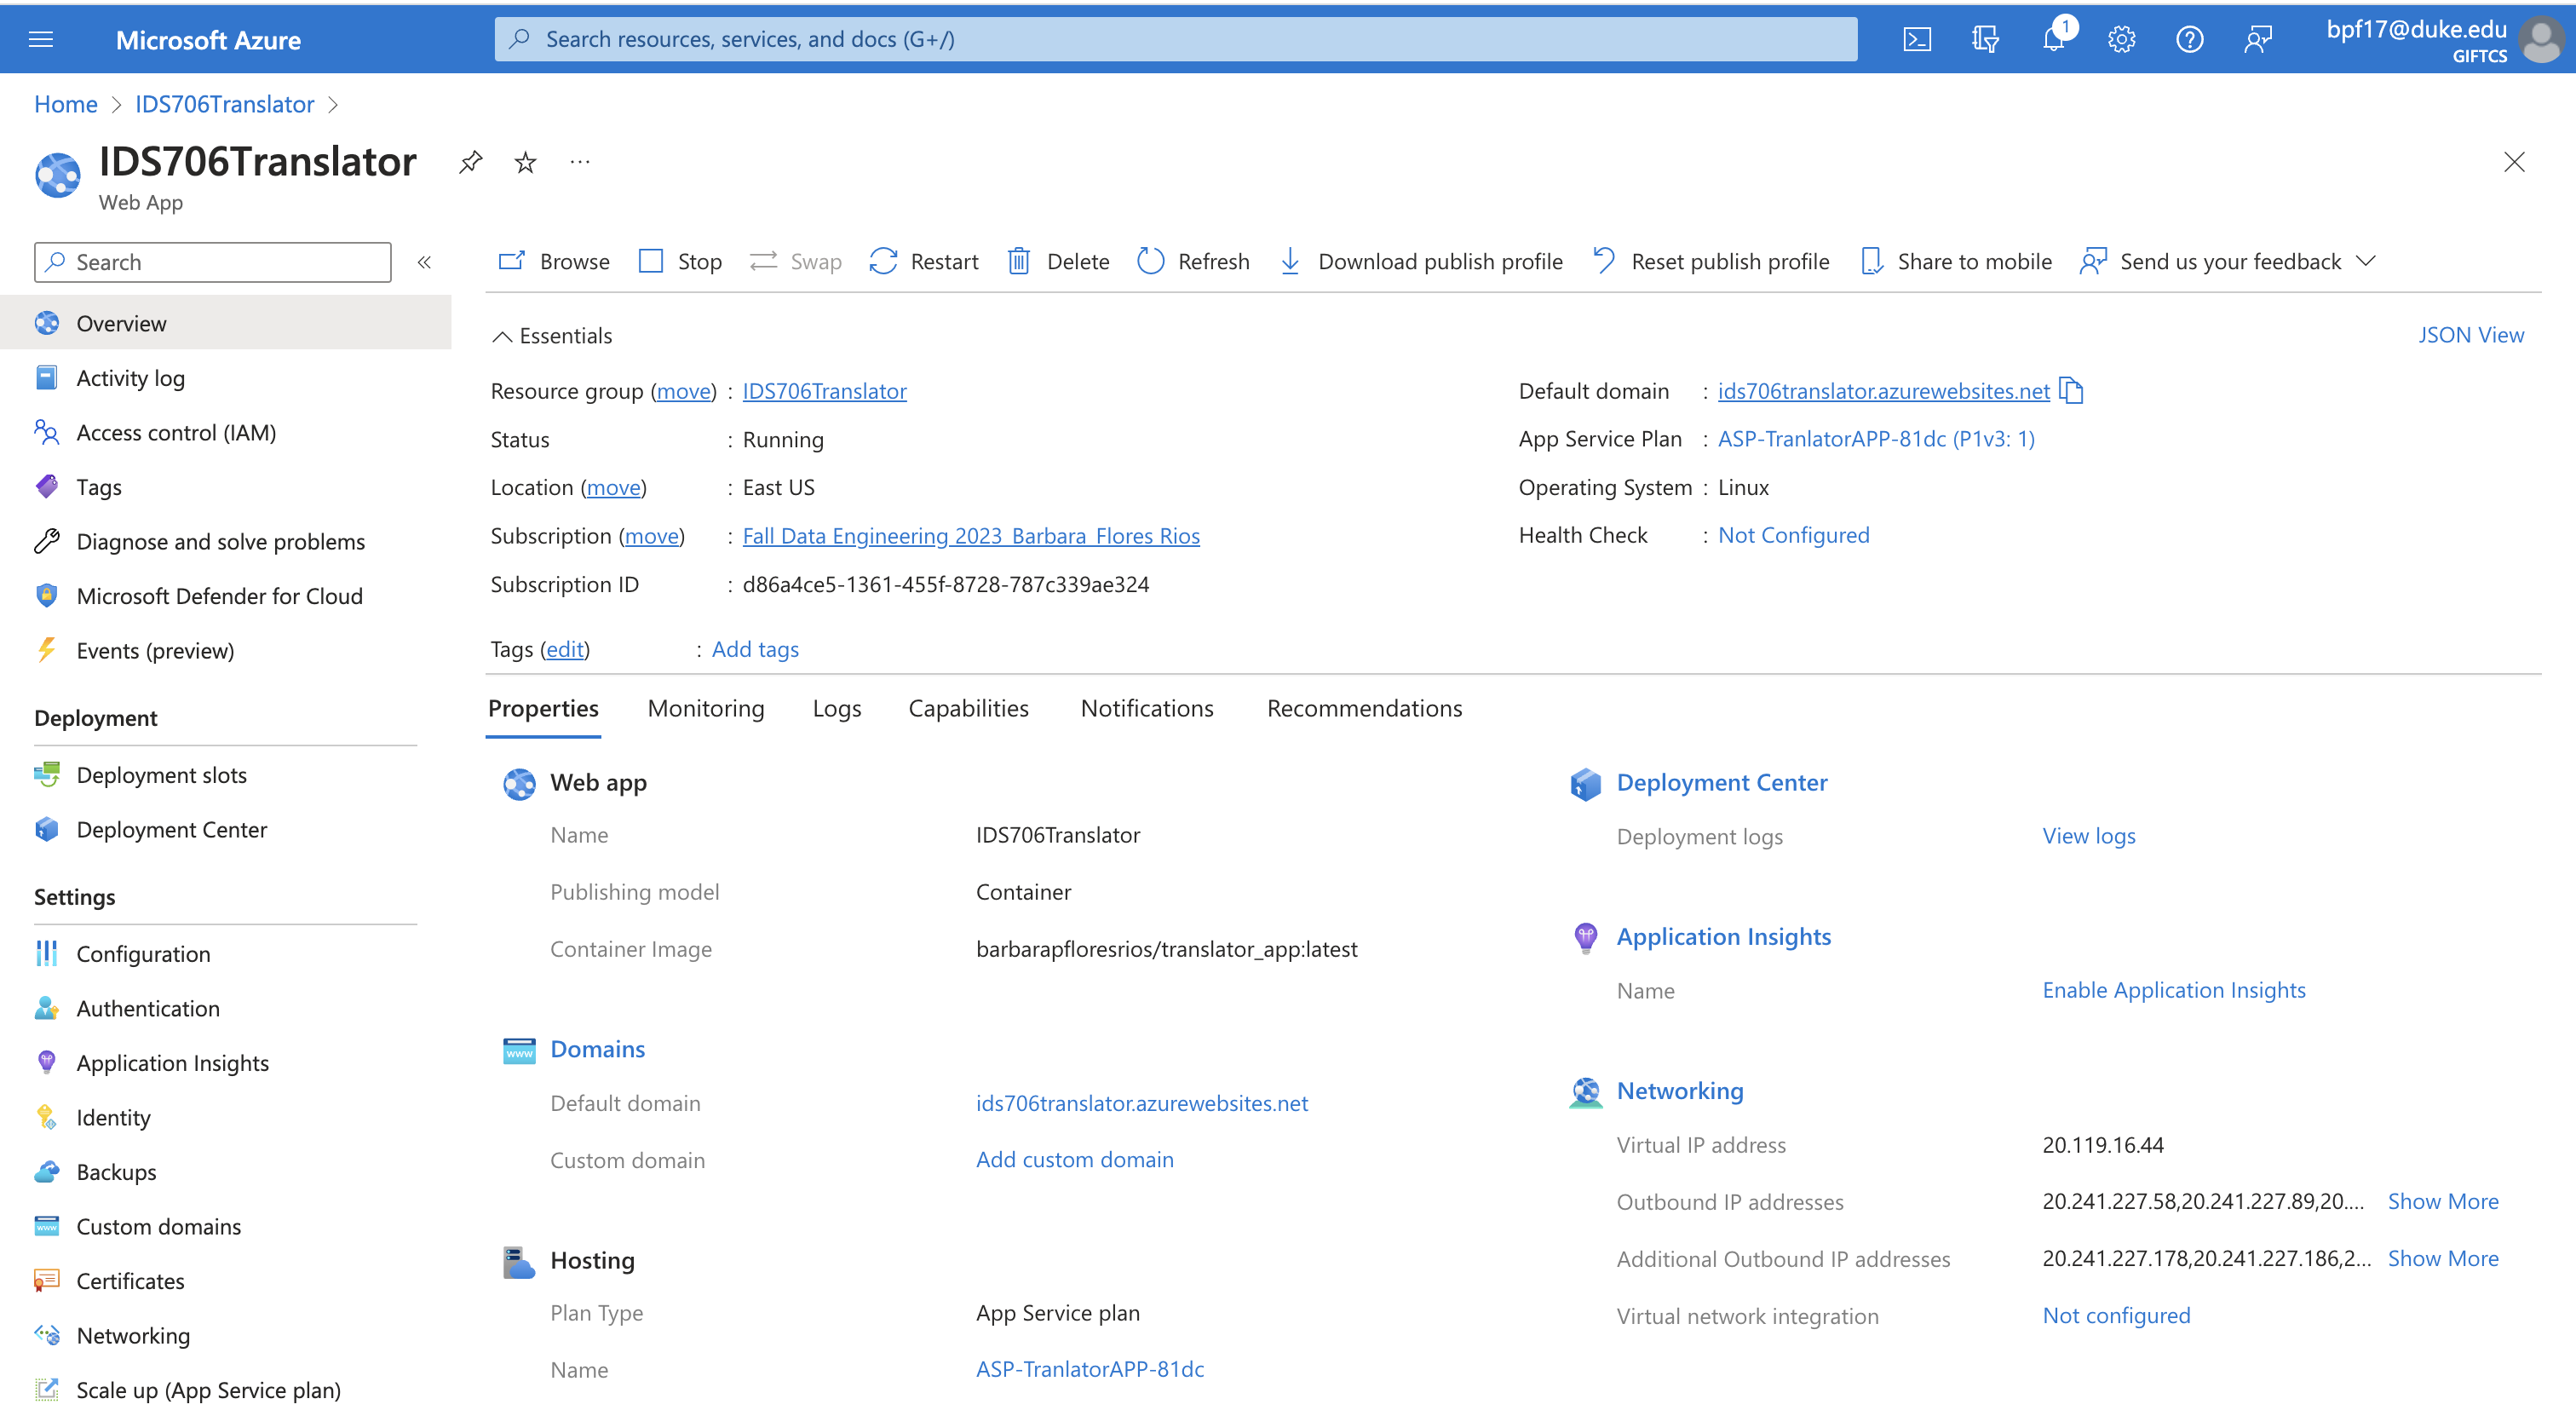 Microsoft Azure
Search resources, services, and docs (G+/)
1
bpf17@duke.edu
GIFTCS
Home > IDS706Translator >
IDS706Translator
...
Web App
Search
«
Browse
Stop
Swap
Restart
Delete
Refresh
Download publish profile
Reset publish profile
Share to mobile
Send us your feedback
Overview
Activity log
Access control (IAM)
Tags
Diagnose and solve problems
Microsoft Defender for Cloud
Events (preview)
Deployment
Deployment slots
Deployment Center
Settings
Configuration
Authentication
Application Insights
Identity
Backups
Custom domains
Certificates
Networking
Scale up (App Service plan)
Essentials
JSON View
Resource group (move) : IDS706Translator
Status : Running
Location (move) : East US
Subscription (move) : Fall Data Engineering 2023_Barbara_Flores Rios
Subscription ID : d86a4ce5-1361-455f-8728-787c339ae324
Default domain : ids706translator.azurewebsites.net
App Service Plan : ASP-TranlatorAPP-81dc (P1v3: 1)
Operating System : Linux
Health Check : Not Configured
Tags (edit) : Add tags
Properties
Monitoring
Logs
Capabilities
Notifications
Recommendations
Web app
Name IDS706Translator
Publishing model Container
Container Image barbarapfloresrios/translator_app:latest
www Domains
Default domain ids706translator.azurewebsites.net
Custom domain Add custom domain
Hosting
Plan Type App Service plan
Name ASP-TranlatorAPP-81dc
Deployment Center
Deployment logs View logs
Application Insights
Name Enable Application Insights
Networking
Virtual IP address 20.119.16.44
Outbound IP addresses 20.241.227.58,20.241.227.89,20.... Show More
Additional Outbound IP addresses 20.241.227.178,20.241.227.186,2... Show More
Virtual network integration Not configured